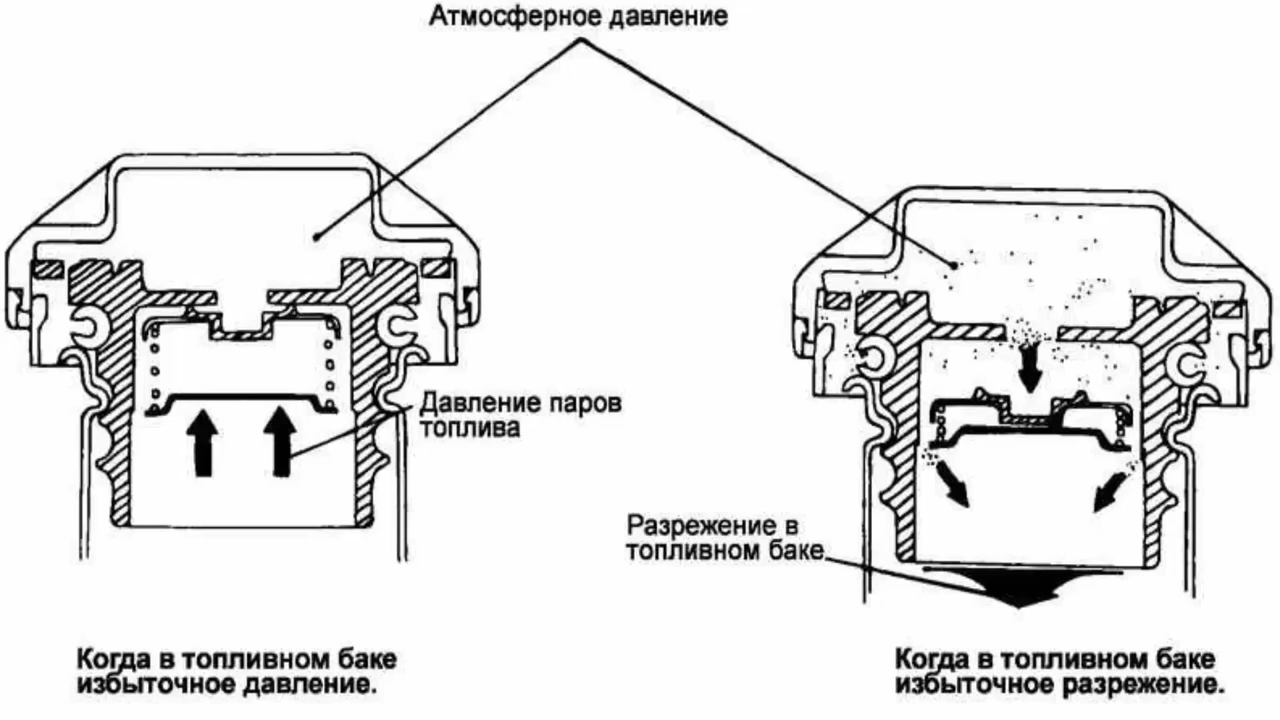 Атмосферное давление
Давление паров
топлива
Разрежение в
топливном баке
Когда в топливном баке
избыточное давление.
Когда в топливном баке
избыточное разрежение.